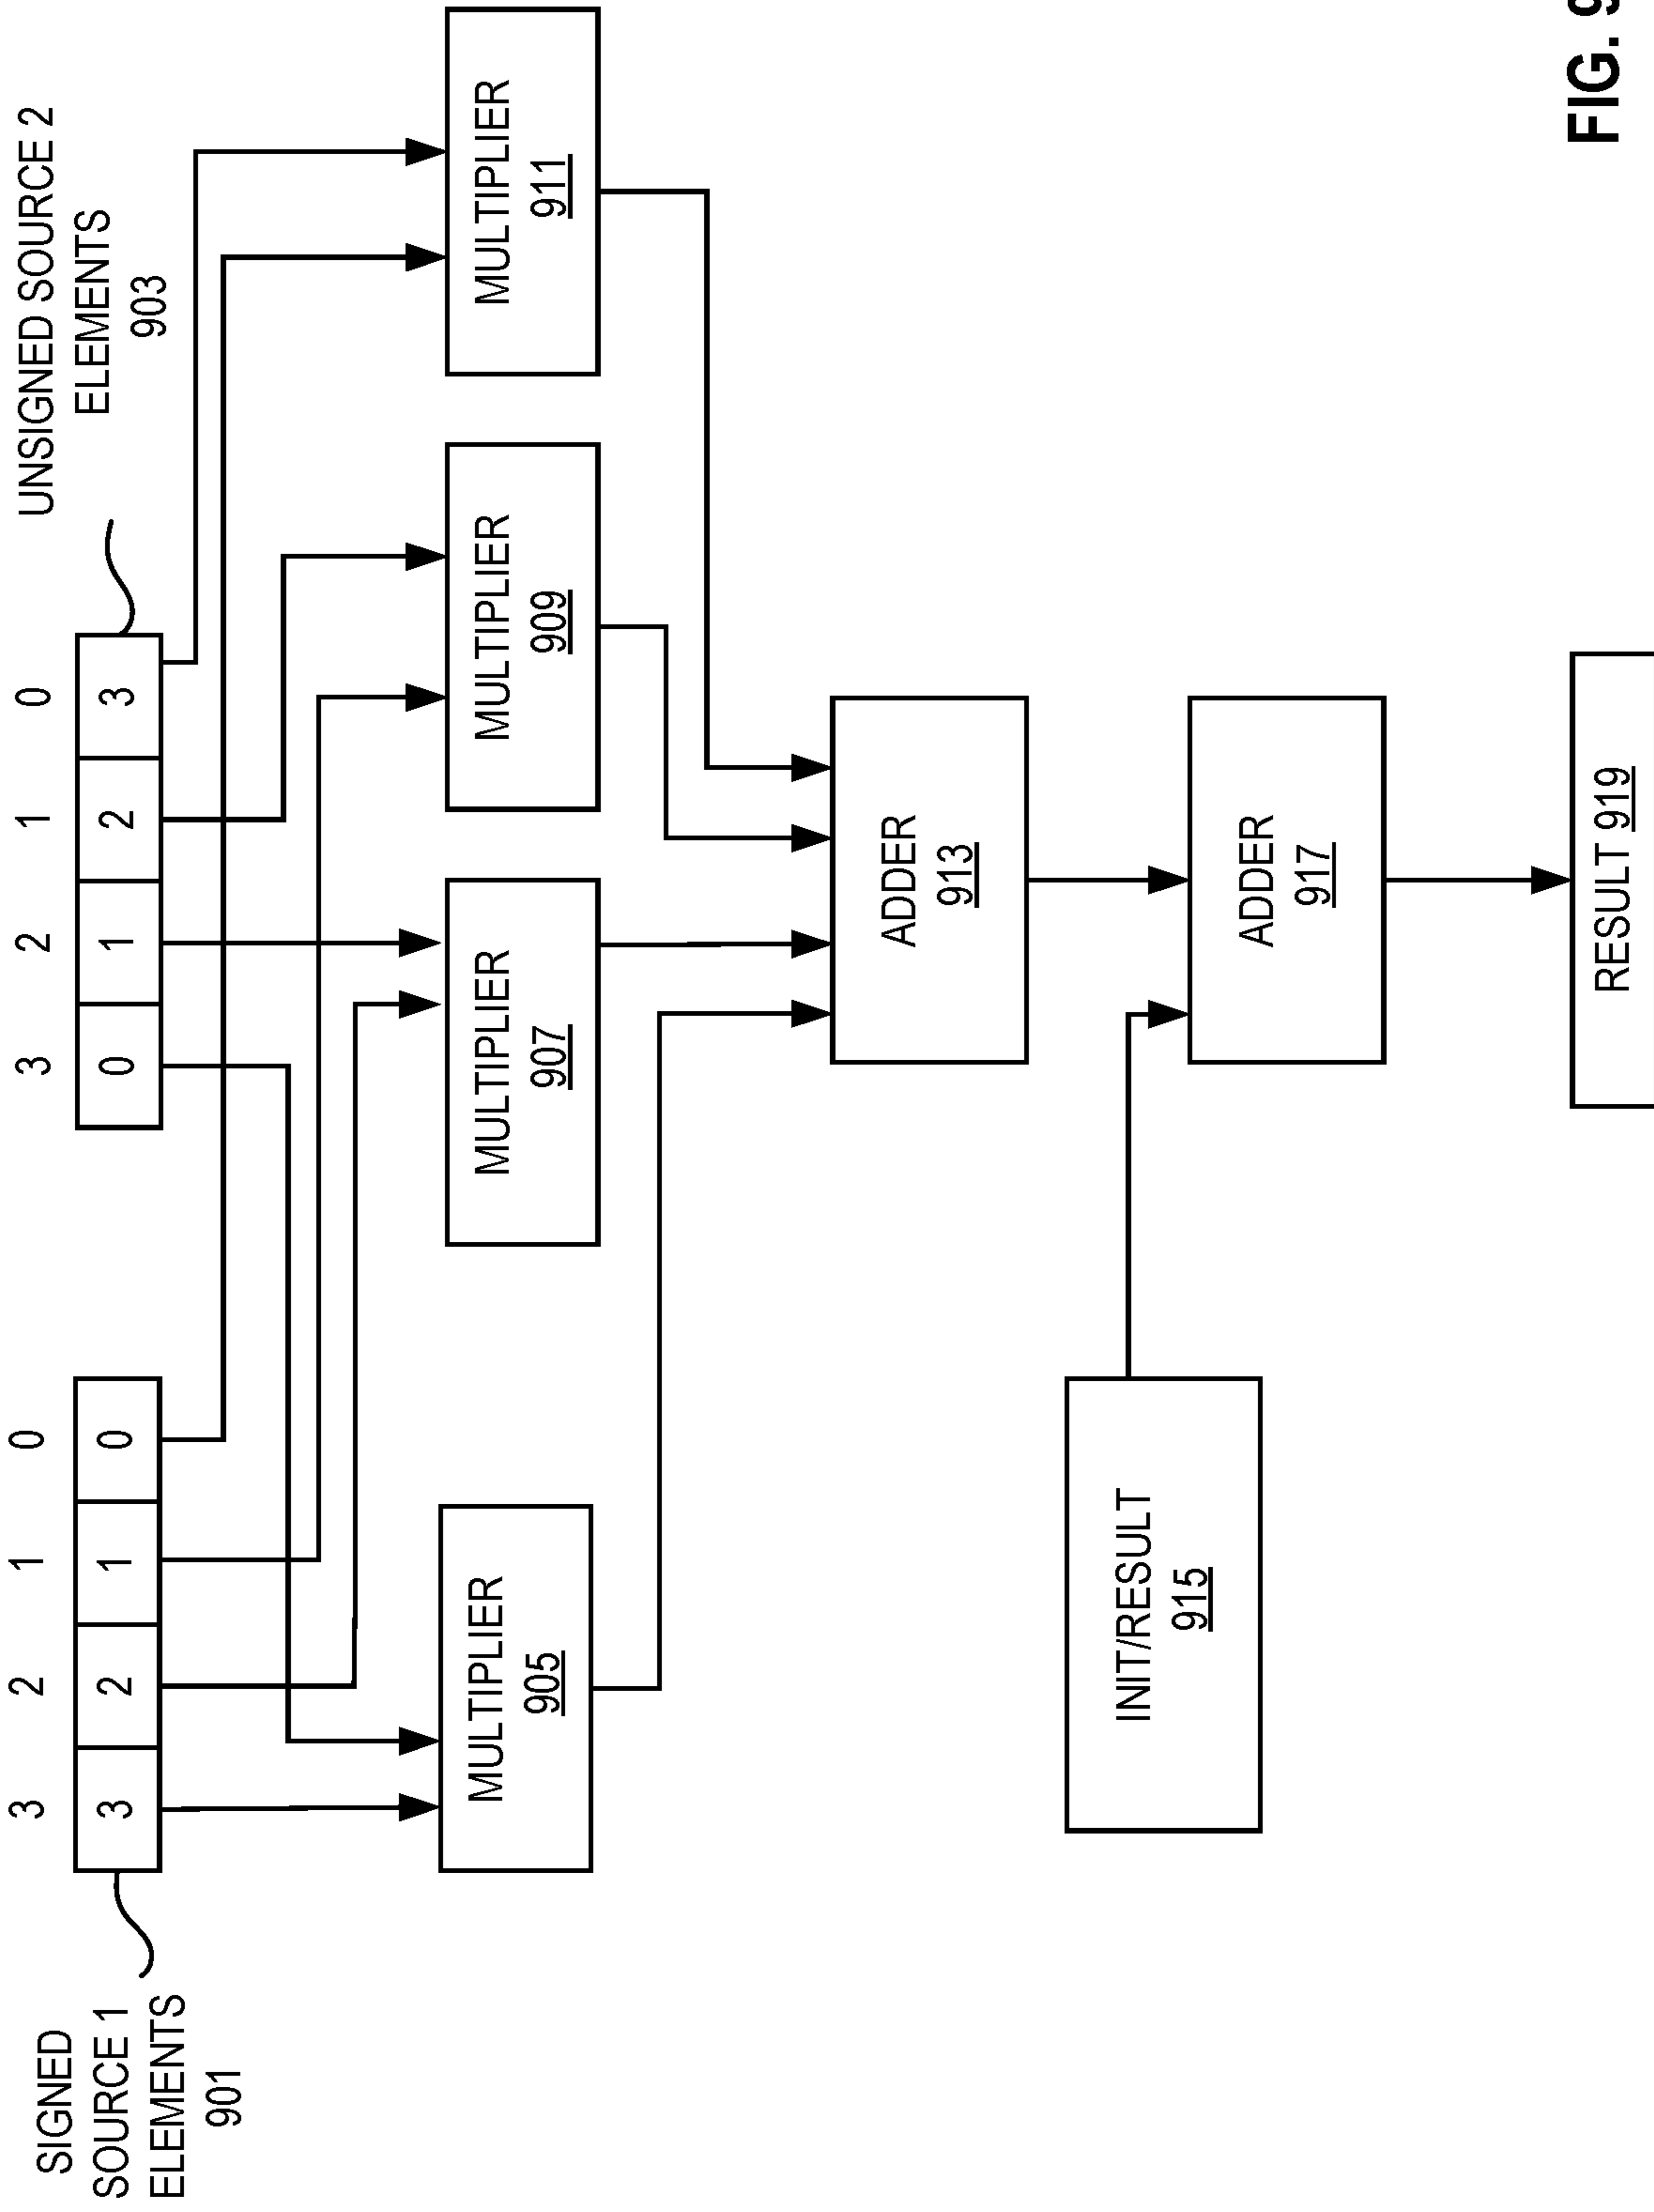 SIGNED
SOURCE 1
ELEMENTS
901
3 2 1 0
3 2 1 0
UNSIGNED SOURCE 2
ELEMENTS
903
3 2 1 0
0 1 2 3
MULTIPLIER
905
MULTIPLIER
907
MULTIPLIER
909
MULTIPLIER
911
ADDER
913
INIT/RESULT
915
ADDER
917
RESULT 919
FIG. 9